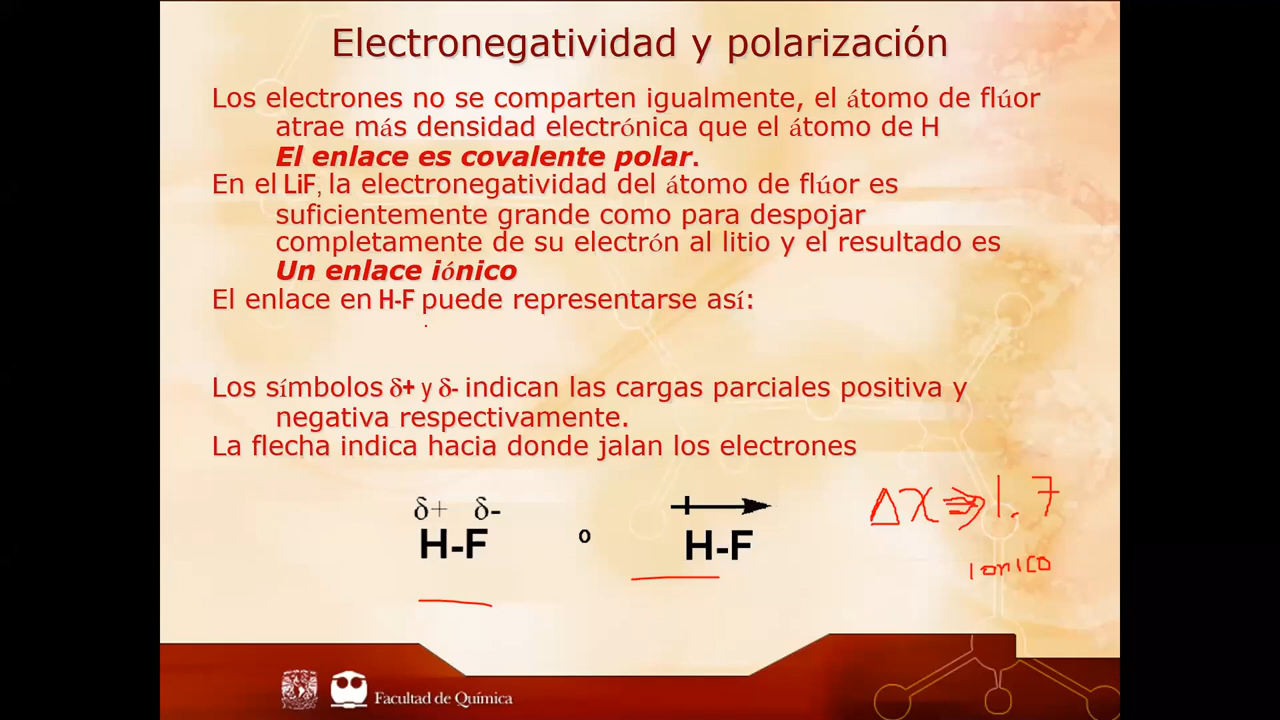 Electronegatividad y polarización
Los electrones no se comparten igualmente, el átomo de flúor
atrae más densidad electrónica que el átomo de H
El enlace es covalente polar.
En el LiF, la electronegatividad del átomo de flúor es
suficientemente grande como para despojar
completamente de su electrón al litio y el resultado es
Un enlace iónico
El enlace en H-F puede representarse así:
Los símbolos δ+ y δ- indican las cargas parciales positiva y
negativa respectivamente.
La flecha indica hacia donde jalan los electrones
δ+ δ-
H-F o H-F
Δχ 1.7
ionico
Facultad de Química